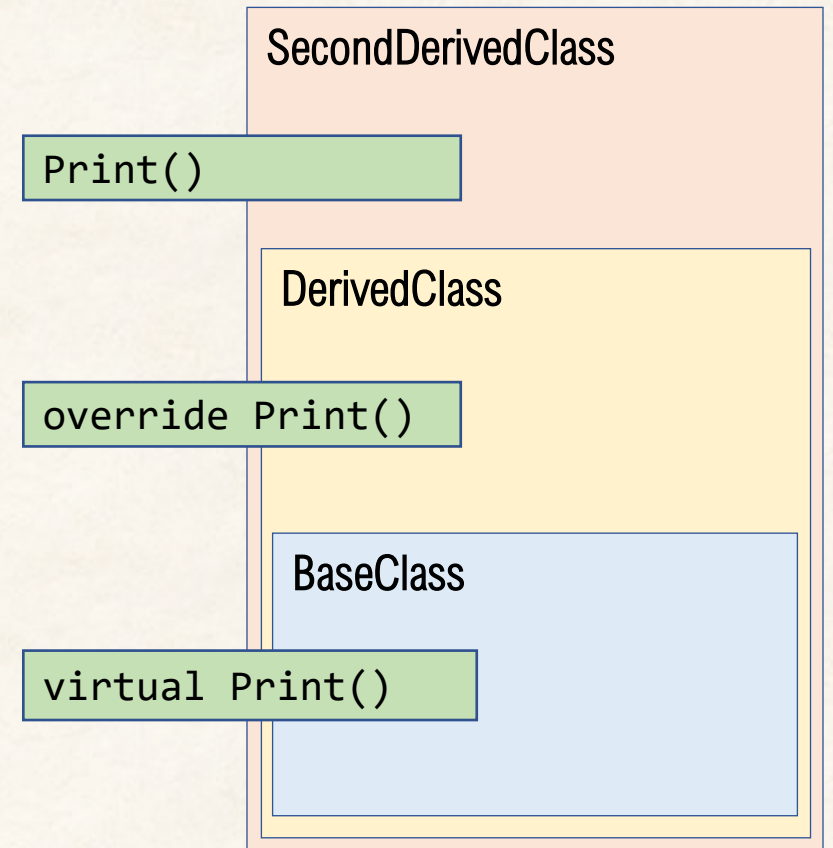 SecondDerivedClass
Print()
DerivedClass
override Print()
BaseClass
virtual Print()